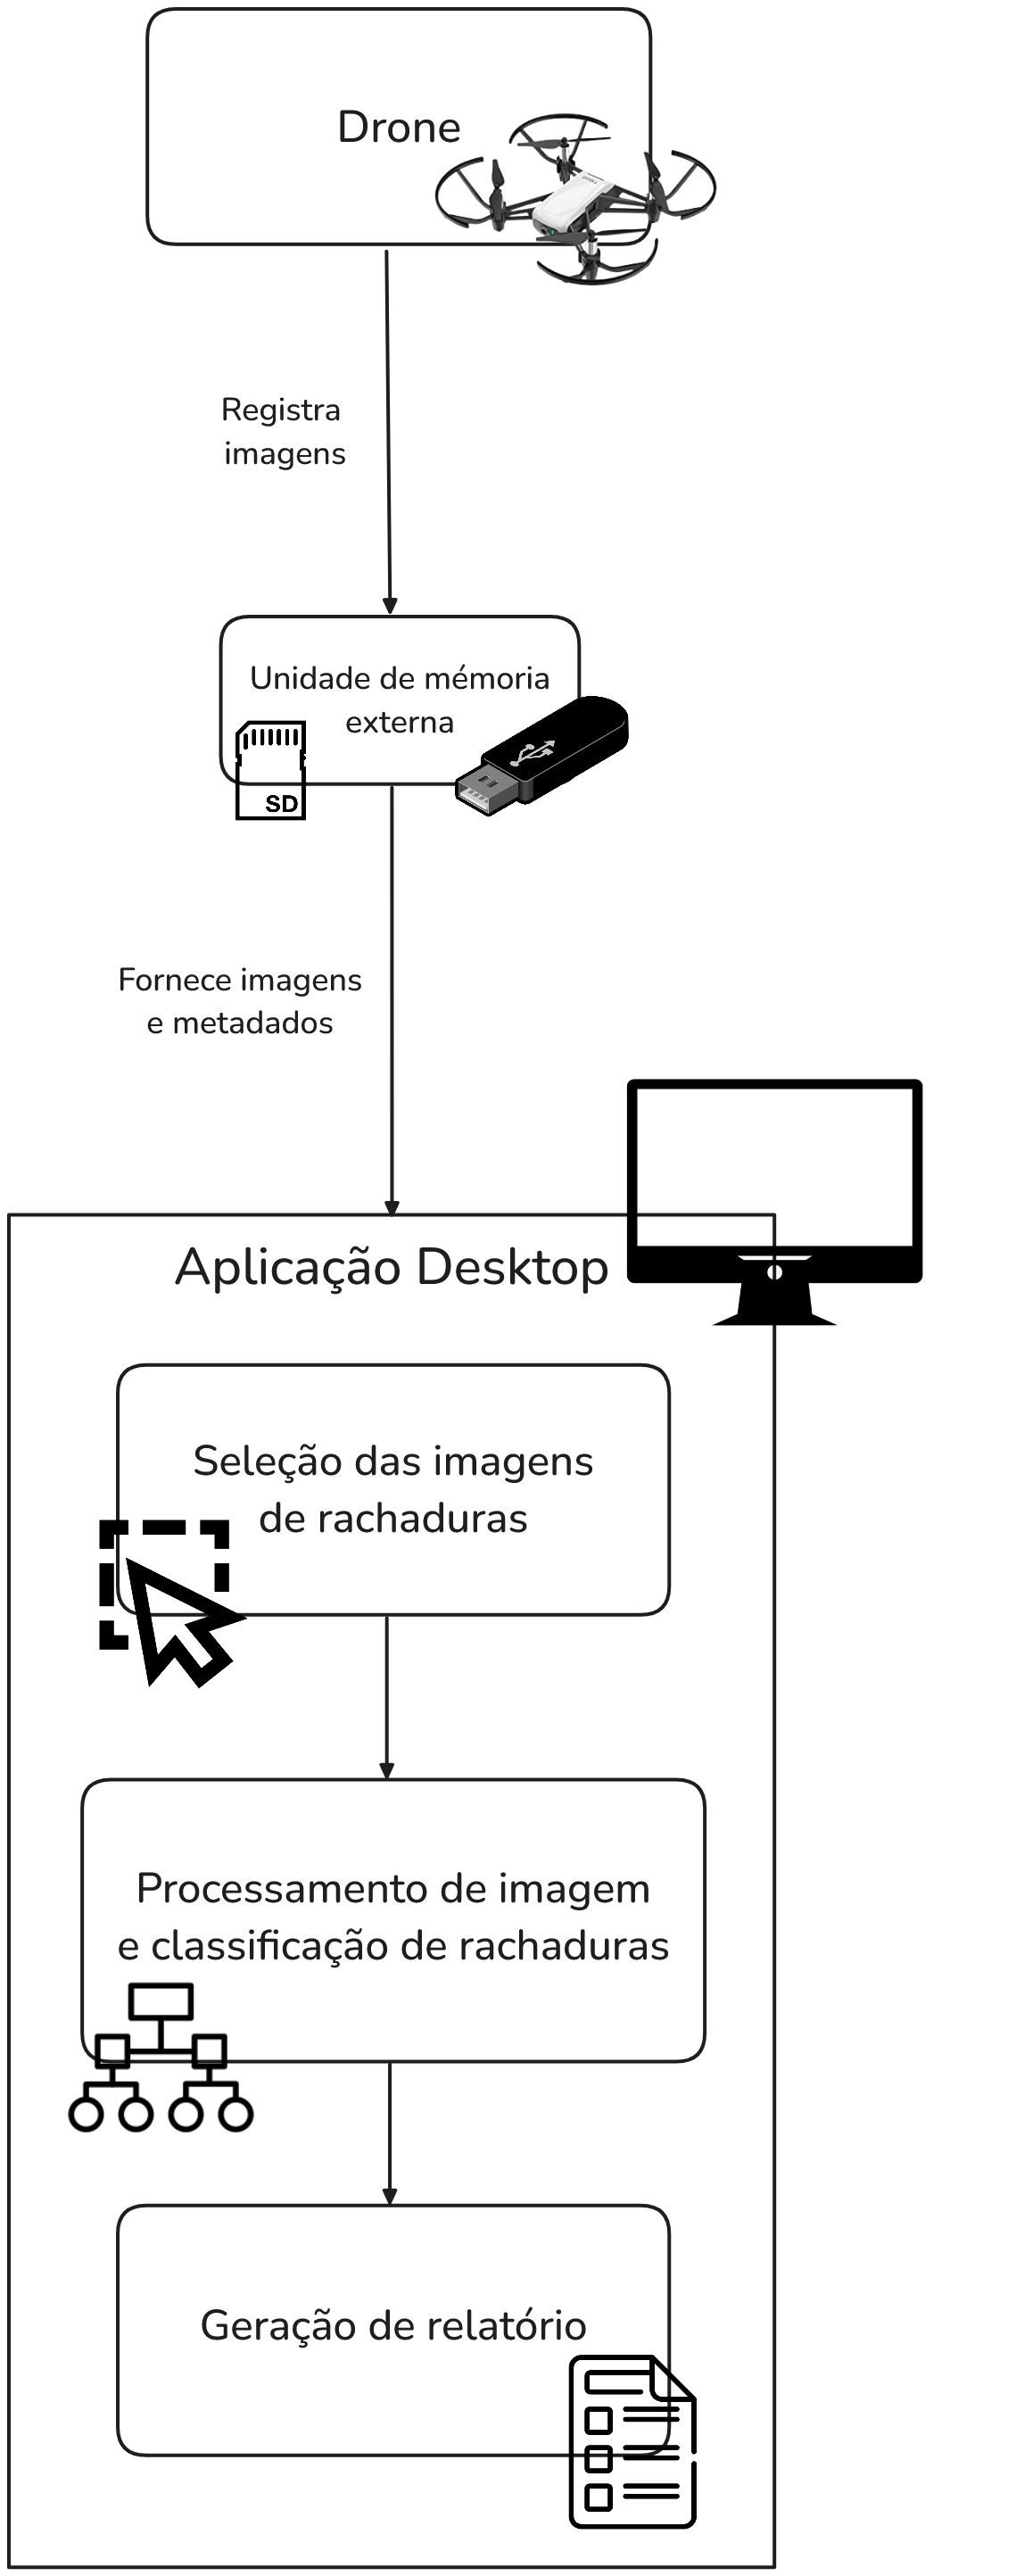 Drone
Registra
imagens
Unidade de mémoria
externa
SD
Fornece imagens
e metadados
Aplicação Desktop
Seleção das imagens
de rachaduras
Processamento de imagem
e classificação de rachaduras
Geração de relatório